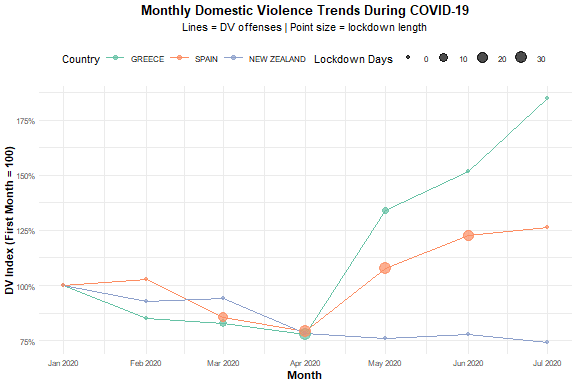 Monthly Domestic Violence Trends During COVID-19
Lines = DV offenses | Point size = lockdown length
Country GREECE SPAIN NEW ZEALAND Lockdown Days 0 10 20 30
DV Index (First Month = 100)
175%
150%
125%
100%
75%
Jan 2020 Feb 2020 Mar 2020 Apr 2020 May 2020 Jun 2020 Jul 2020
Month